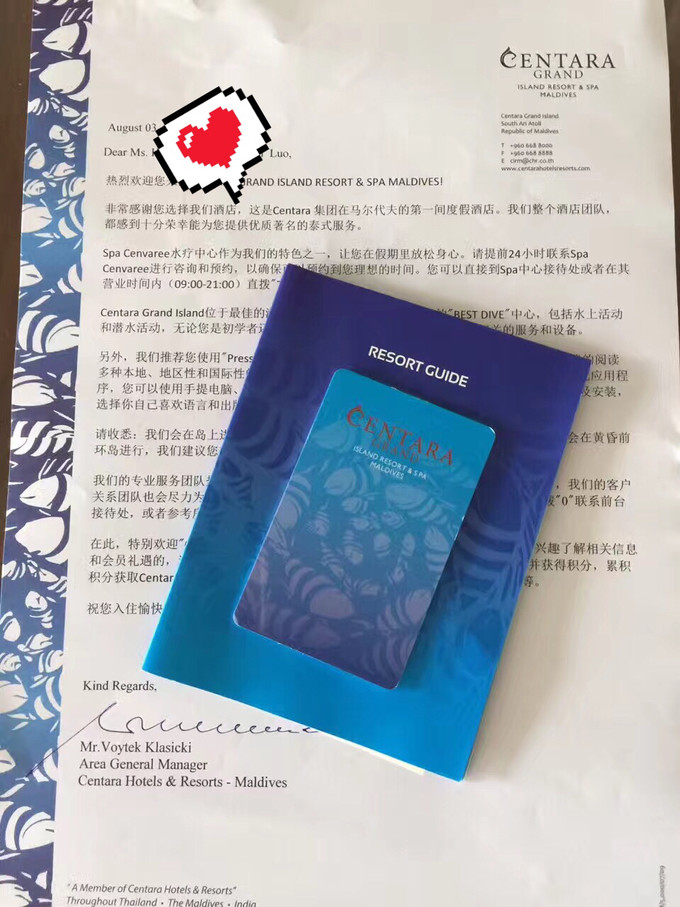 CENTARA
GRAND
ISLAND RESORT & SPA
MALDIVES
Centara Grand Island
South Ari Atoll
Republic of Maldives
T +960 668 8000
F +960 668 8888
E cirm@chr.co.th
www.centarahotelsresorts.com
August 03
Dear Ms. Luo,
热烈欢迎您 GRAND ISLAND RESORT & SPA MALDIVES!
非常感谢您选择我们酒店，这是Centara 集团在马尔代夫的第一间度假酒店。我们整个酒店团队，
都感到十分荣幸能为您提供优质著名的泰式服务。
Spa Cenvaree水疗中心作为我们的特色之一，让您在假期里放松身心。请提前24小时联系Spa
Cenvaree进行咨询和预约，以确保 预约到您理想的时间。您可以直接到Spa中心接待处或者在其
营业时间内（09:00-21:00）直拨"
Centara Grand Island位于最佳的 "BEST DIVE"中心，包括水上活动
和潜水活动，无论您是初学者 的服务和设备。
另外，我们推荐您使用"Press 的阅读
多种本地、地区性和国际性 应用程
序，您可以使用手提电脑、 及安装，
选择你自己喜欢语言和出版
请收悉：我们会在岛上 会在黄昏前
环岛进行，我们建议您
我们的专业服务团队 ，我们的客户
关系团队也会尽力为 拨"0"联系前台
接待处，或者参考
在此，特别欢迎" 兴趣了解相关信息
和会员礼遇的， 并获得积分，累积
积分获取Centar 等。
祝您入住愉快
RESORT GUIDE
CENTARA
GRAND
ISLAND RESORT & SPA
MALDIVES
Kind Regards,
Mr.Voytek Klasicki
Area General Manager
Centara Hotels & Resorts - Maldives
"A Member of Centara Hotels & Resorts"
Throughout Thailand • The Maldives • India